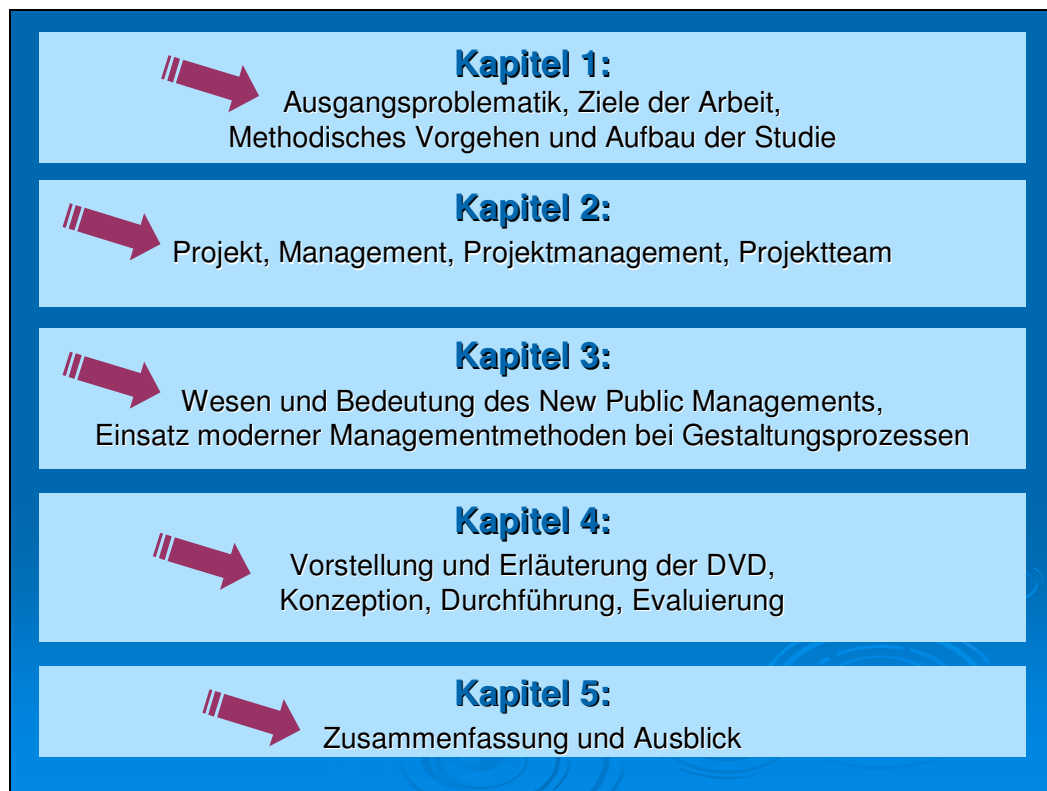 Kapitel 1:
Ausgangsproblematik, Ziele der Arbeit,
Methodisches Vorgehen und Aufbau der Studie
Kapitel 2:
Projekt, Management, Projektmanagement, Projektteam
Kapitel 3:
Wesen und Bedeutung des New Public Managements,
Einsatz moderner Managementmethoden bei Gestaltungsprozessen
Kapitel 4:
Vorstellung und Erläuterung der DVD,
Konzeption, Durchführung, Evaluierung
Kapitel 5:
Zusammenfassung und Ausblick